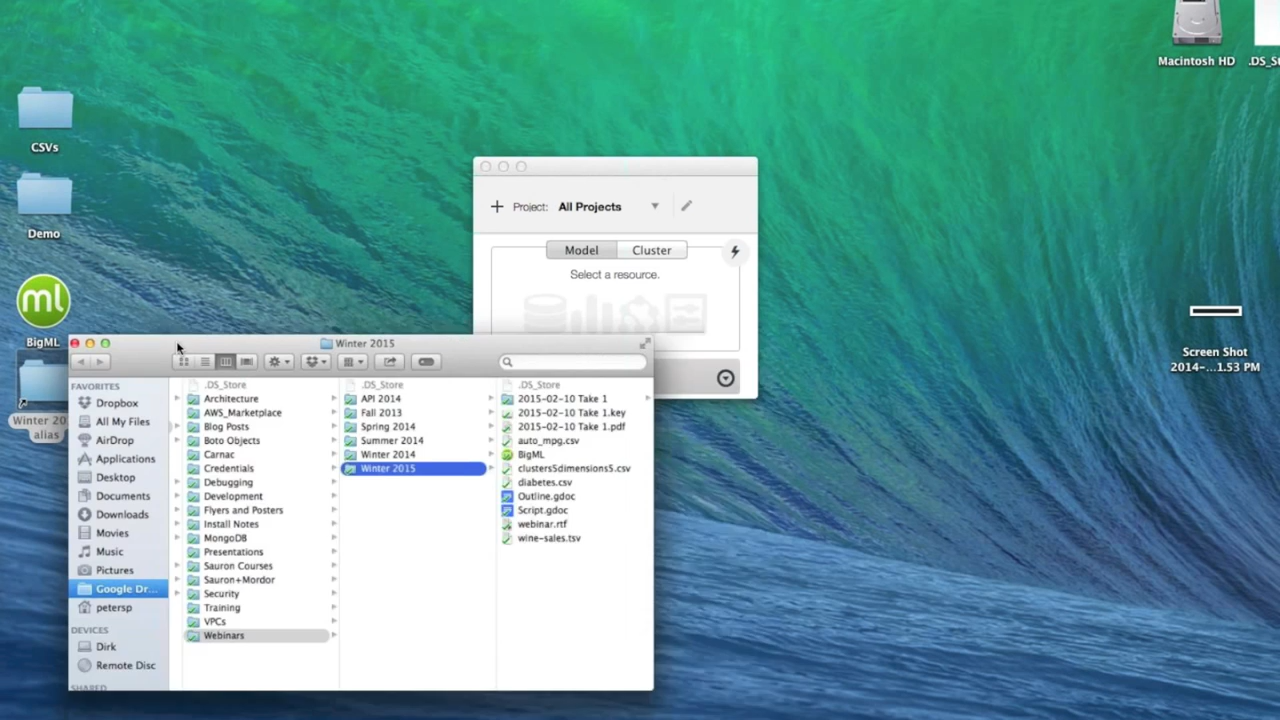 Macintosh HD
.DS_St
CSVs
Demo
ml
BigML
Winter 20
alias
Screen Shot
2014-...1.53 PM
Project: All Projects
Model
Cluster
Select a resource.
Winter 2015
FAVORITES
Dropbox
All My Files
AirDrop
Applications
Desktop
Documents
Downloads
Movies
Music
Pictures
Google Dr...
petersp
DEVICES
Dirk
Remote Disc
SHARED
.DS_Store
Architecture
AWS_Marketplace
Blog Posts
Boto Objects
Carnac
Credentials
Debugging
Development
Flyers and Posters
Install Notes
MongoDB
Presentations
Sauron Courses
Sauron+Mordor
Security
Training
VPCs
Webinars
.DS_Store
API 2014
Fall 2013
Spring 2014
Summer 2014
Winter 2014
Winter 2015
.DS_Store
2015-02-10 Take 1
2015-02-10 Take 1.key
2015-02-10 Take 1.pdf
auto_mpg.csv
BigML
clusters5dimensions5.csv
diabetes.csv
Outline.gdoc
Script.gdoc
webinar.rtf
wine-sales.tsv